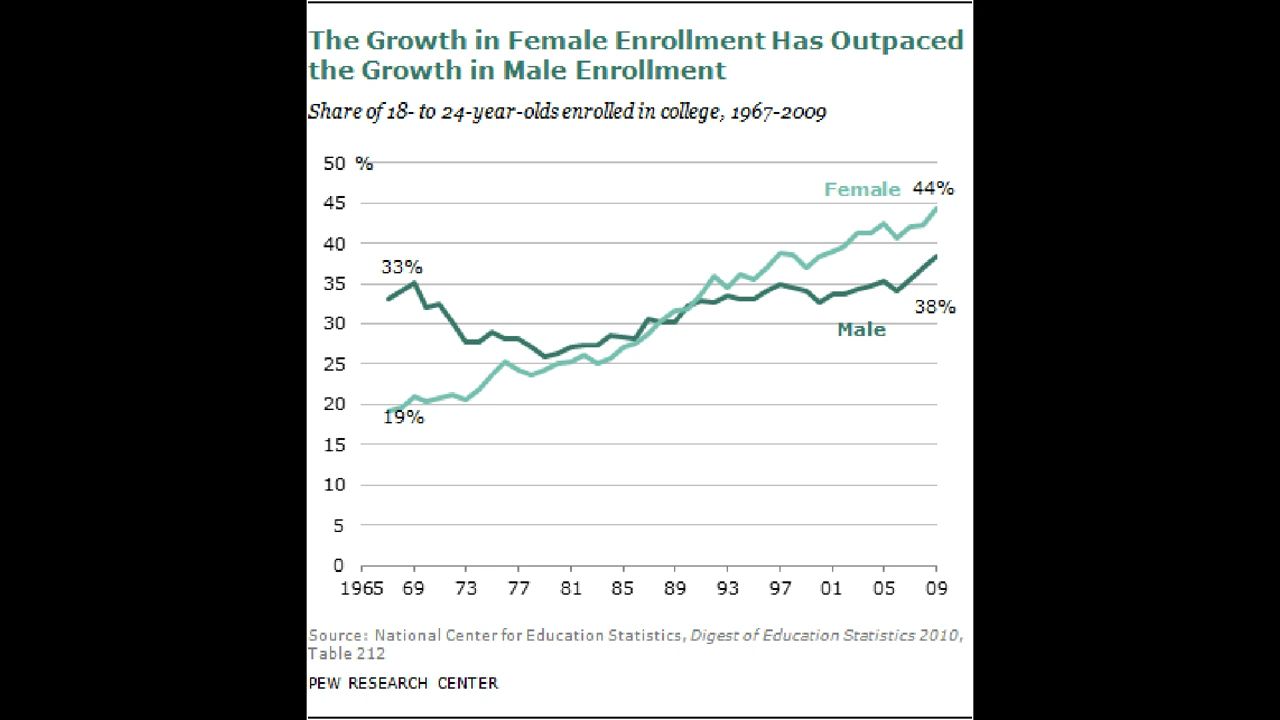 The Growth in Female Enrollment Has Outpaced
the Growth in Male Enrollment
Share of 18- to 24-year-olds enrolled in college, 1967-2009
50 %
Female 44%
45
40
33%
35
38%
30
Male
25
20
19%
15
10
5
0
1965 69 73 77 81 85 89 93 97 01 05 09
Source: National Center for Education Statistics, Digest of Education Statistics 2010,
Table 212
PEW RESEARCH CENTER